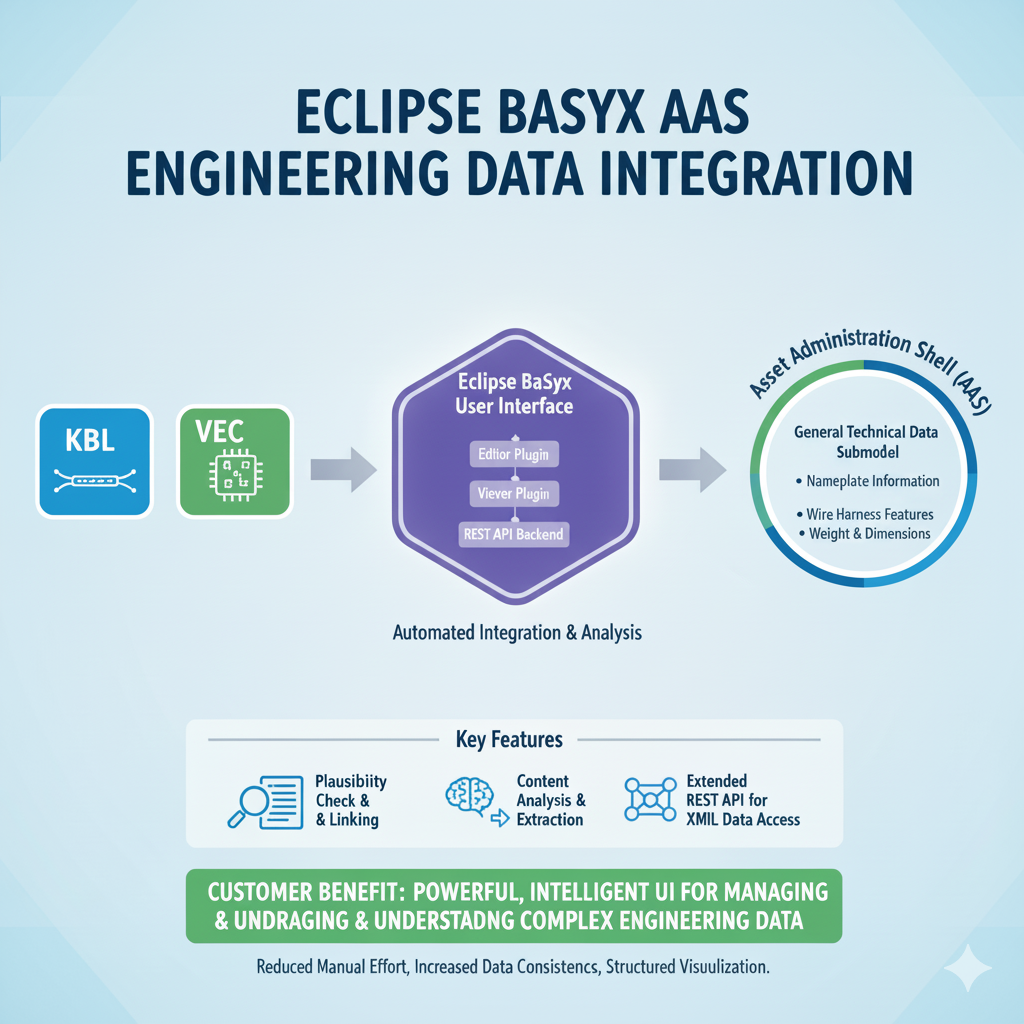 ECLIPSE BASYX AAS
ENGINEERING DATA INTEGRATION
KBL
VEC
Eclipse BaSyx
User Interface
Edtior Plugin
Viever Plugin
REST API Backend
Automated Integration & Analysis
Asset Administration Shell (AAS)
General Technical Data
Submodel
• Nameplate Information
• Wire Harness Features
• Weight & Dimensions
Key Features
Plausibiity
Check &
& Linking
Content
Analysis &
Extraction
Extended
REST API for
XMIL Data Access
CUSTOMER BENEFIT: POWERFUL, INTELLIGENT UI FOR MANAGING
& UNDRAGING & UNDERSTADNG COMPLEX ENGINEERING DATA
Reduced Manual Effort, Increased Data Consistencs, Structured Visuulization.